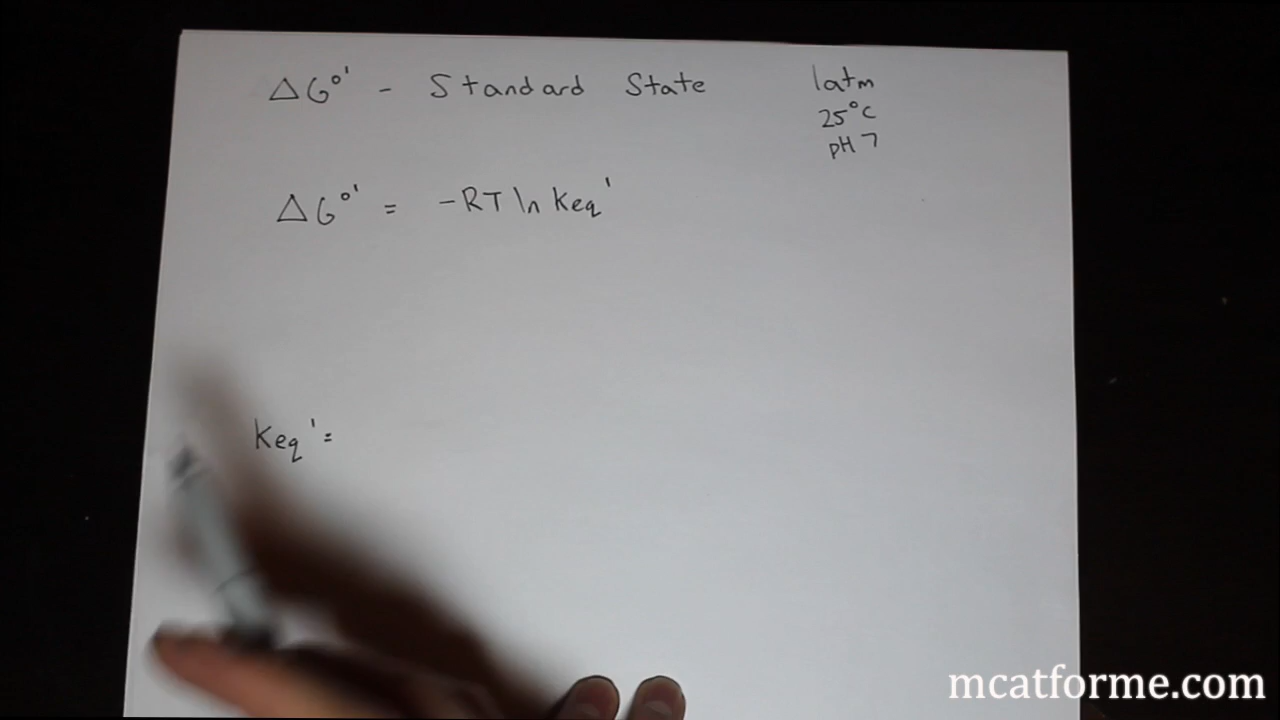 ΔG°' - Standard State
1atm
25°C
pH 7
ΔG°' = -RT ln Keq'
Keq' =
mcatforme.com